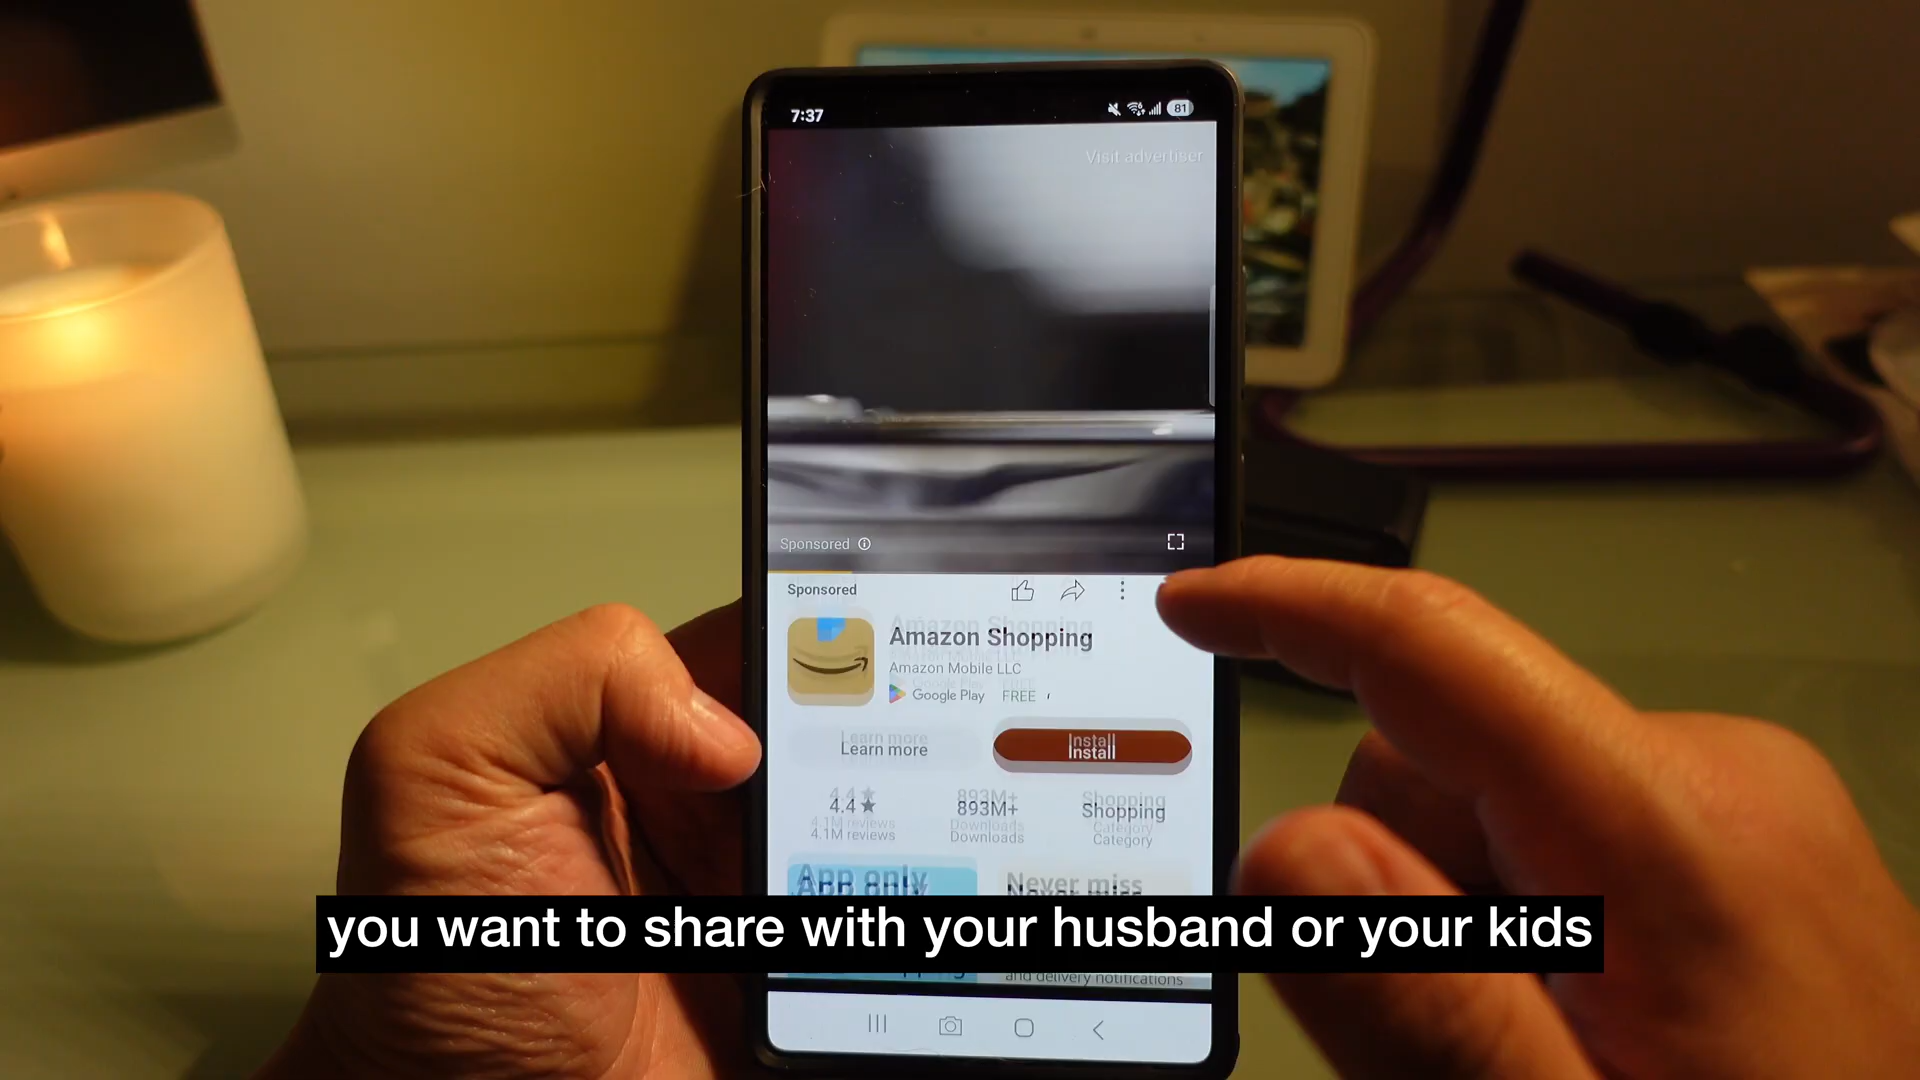 7:37
81
Visit advertiser
Sponsored
Sponsored
Amazon Shopping
Amazon Mobile LLC
Google Play FREE
Learn more Install
4.4★ 893M+ Shopping
4.1M reviews Downloads Category
App only Never miss
you want to share with your husband or your kids
and delivery notifications